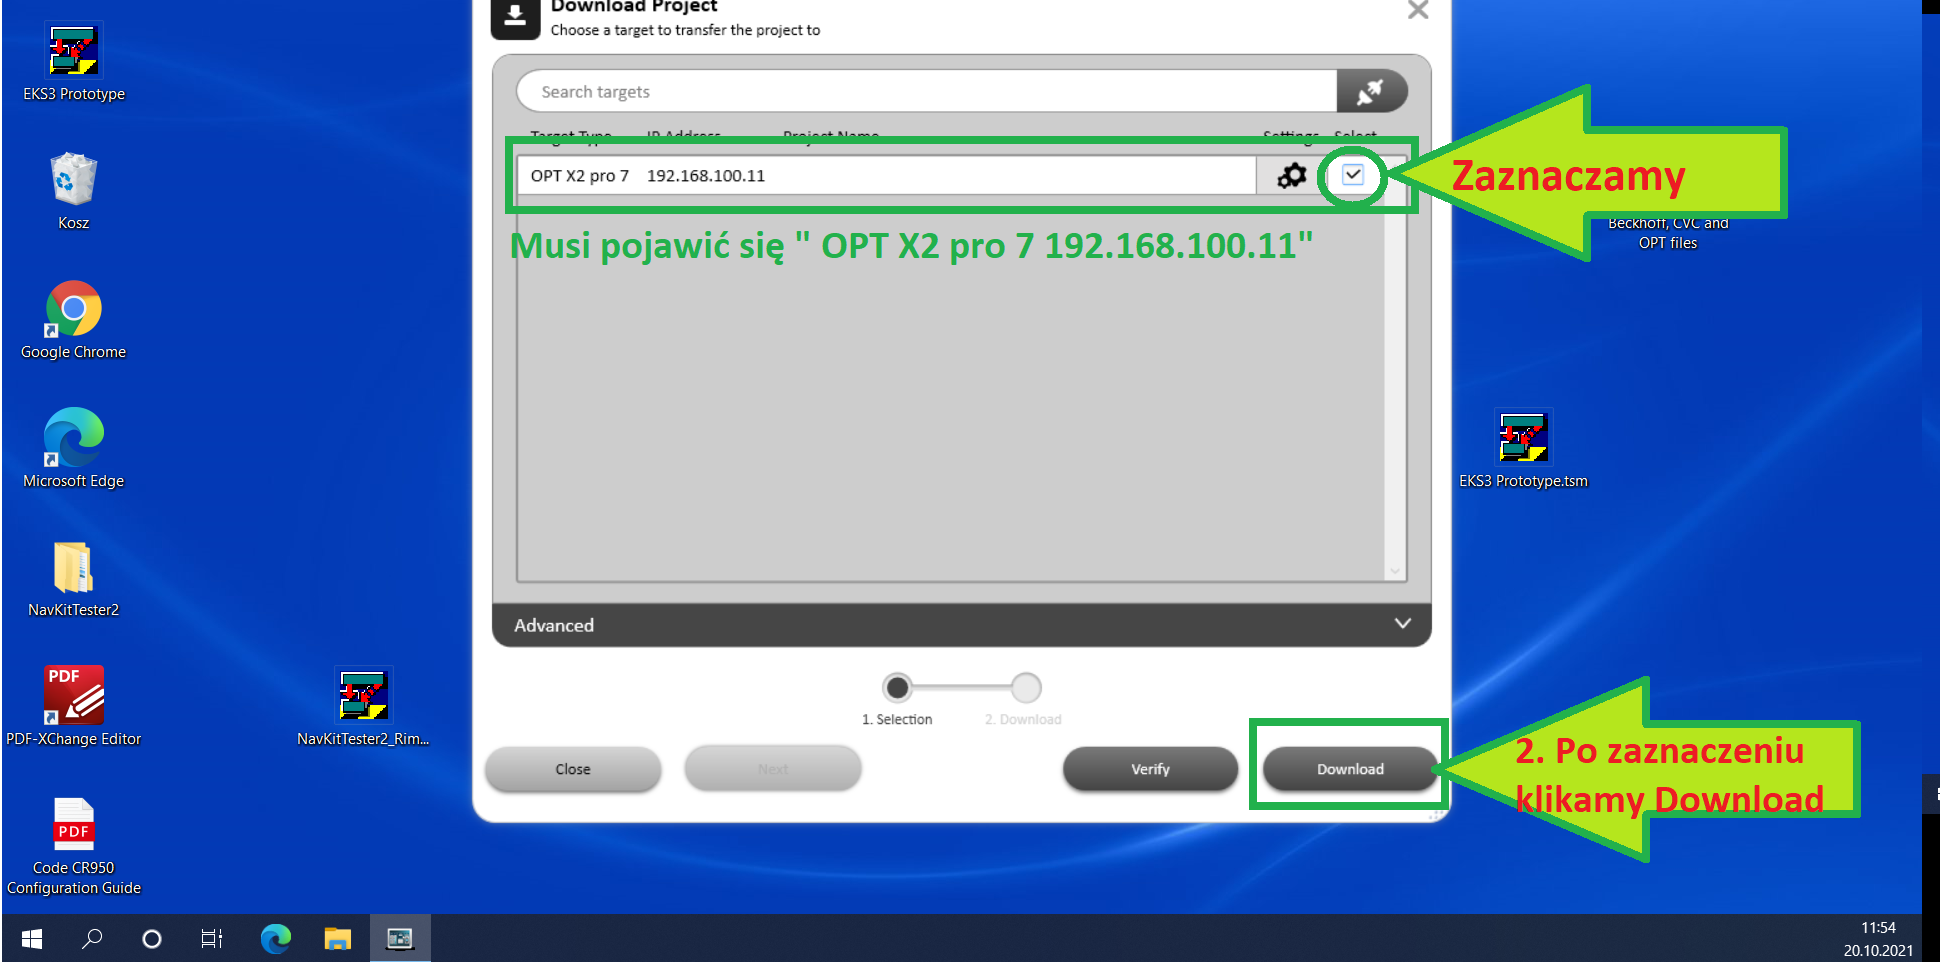 Download Project
Choose a target to transfer the project to
Search targets
Target Type IP Address Project Name Settings Select
OPT X2 pro 7 192.168.100.11
Zaznaczamy
Musi pojawić się " OPT X2 pro 7 192.168.100.11"
Advanced
1. Selection 2. Download
Close Next Verify Download
2. Po zaznaczeniu
klikamy Download
EKS3 Prototype
Kosz
Google Chrome
Microsoft Edge
NavKitTester2
PDF
PDF-XChange Editor
NavKitTester2_Rim...
PDF
Code CR950
Configuration Guide
Beckhoff, CVC and
OPT files
EKS3 Prototype.tsm
11:54
20.10.2021